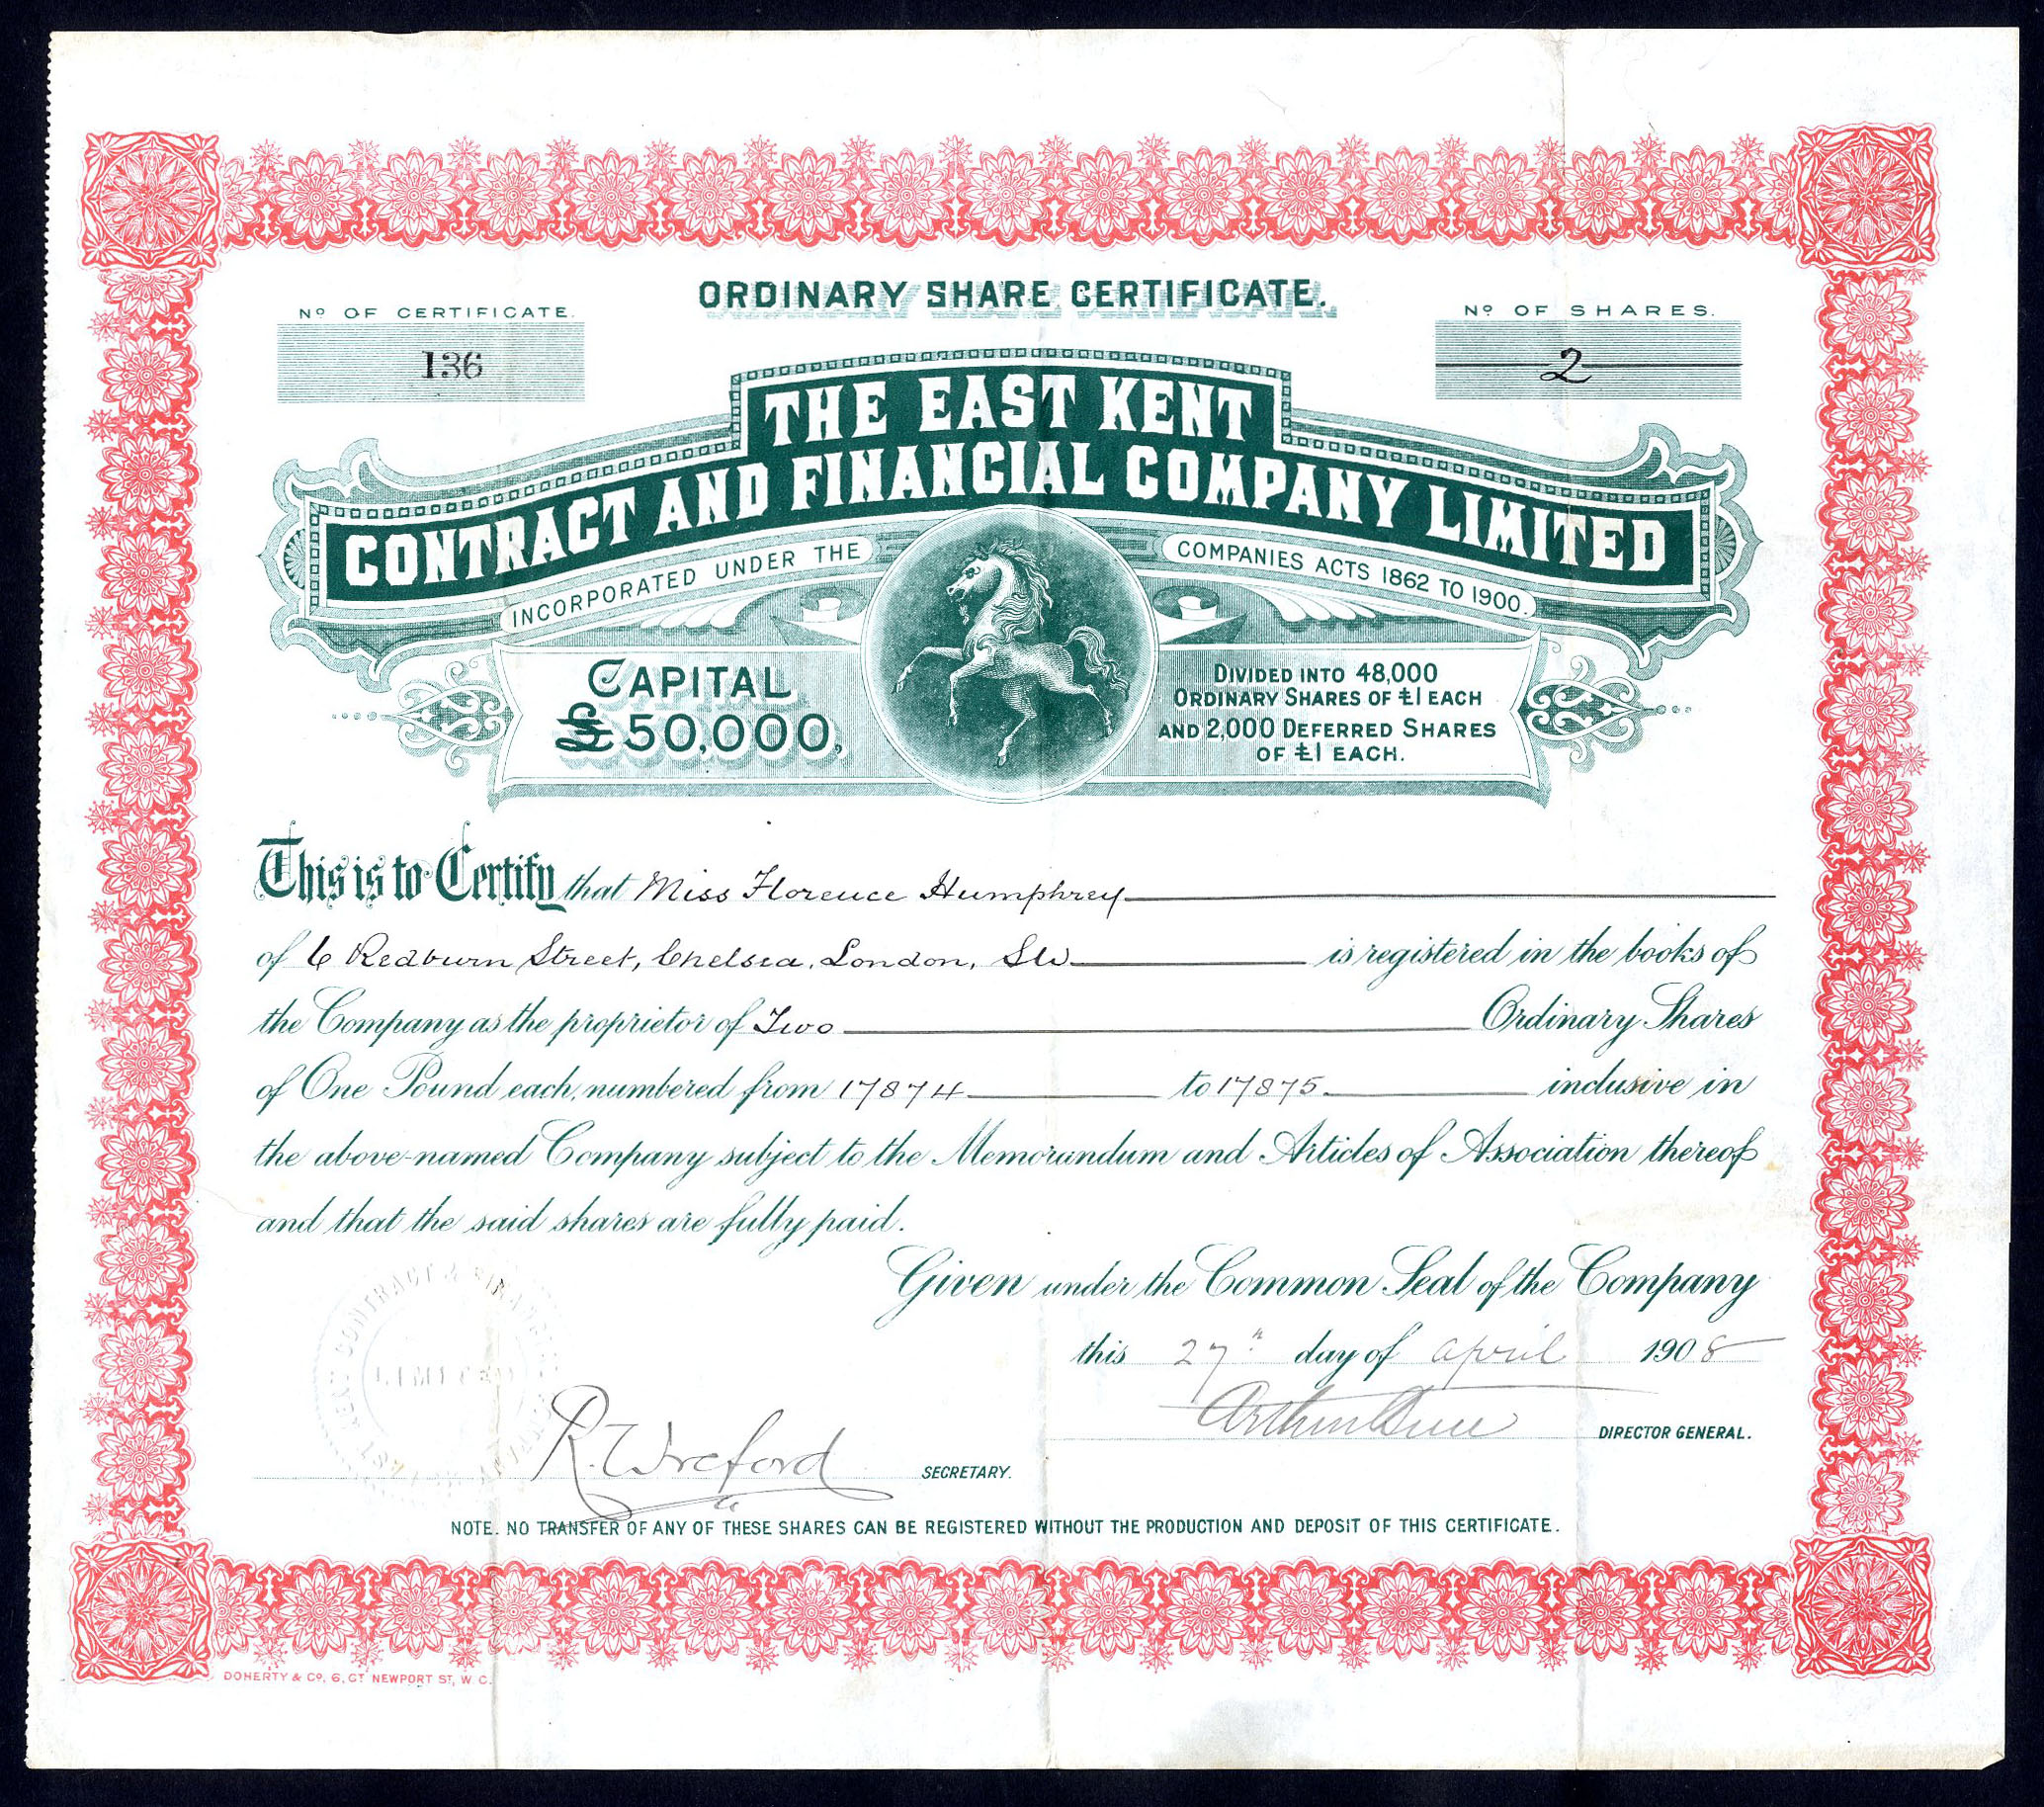 ORDINARY SHARE CERTIFICATE.
Nº OF CERTIFICATE.
136
Nº OF SHARES.
2
THE EAST KENT
CONTRACT AND FINANCIAL COMPANY LIMITED
INCORPORATED UNDER THE COMPANIES ACTS 1862 TO 1900.
CAPITAL
£50,000,
DIVIDED INTO 48,000
ORDINARY SHARES OF £1 EACH
AND 2,000 DEFERRED SHARES
OF £1 EACH.
This is to Certify that Miss Florence Humphrey
of 6 Redburn Street, Chelsea, London, SW is registered in the books of
the Company as the proprietor of Two Ordinary Shares
of One Pound each, numbered from 17874 to 17875 inclusive in
the above-named Company subject to the Memorandum and Articles of Association thereof
and that the said shares are fully paid.
Given under the Common Seal of the Company
this 27th day of April 1908
DIRECTOR GENERAL.
R. Wreford
SECRETARY.
CONTRACT &
LIMITED
NOTE. NO TRANSFER OF ANY OF THESE SHARES CAN BE REGISTERED WITHOUT THE PRODUCTION AND DEPOSIT OF THIS CERTIFICATE.
DOHERTY & Cº, 6, GT NEWPORT ST, W.C.